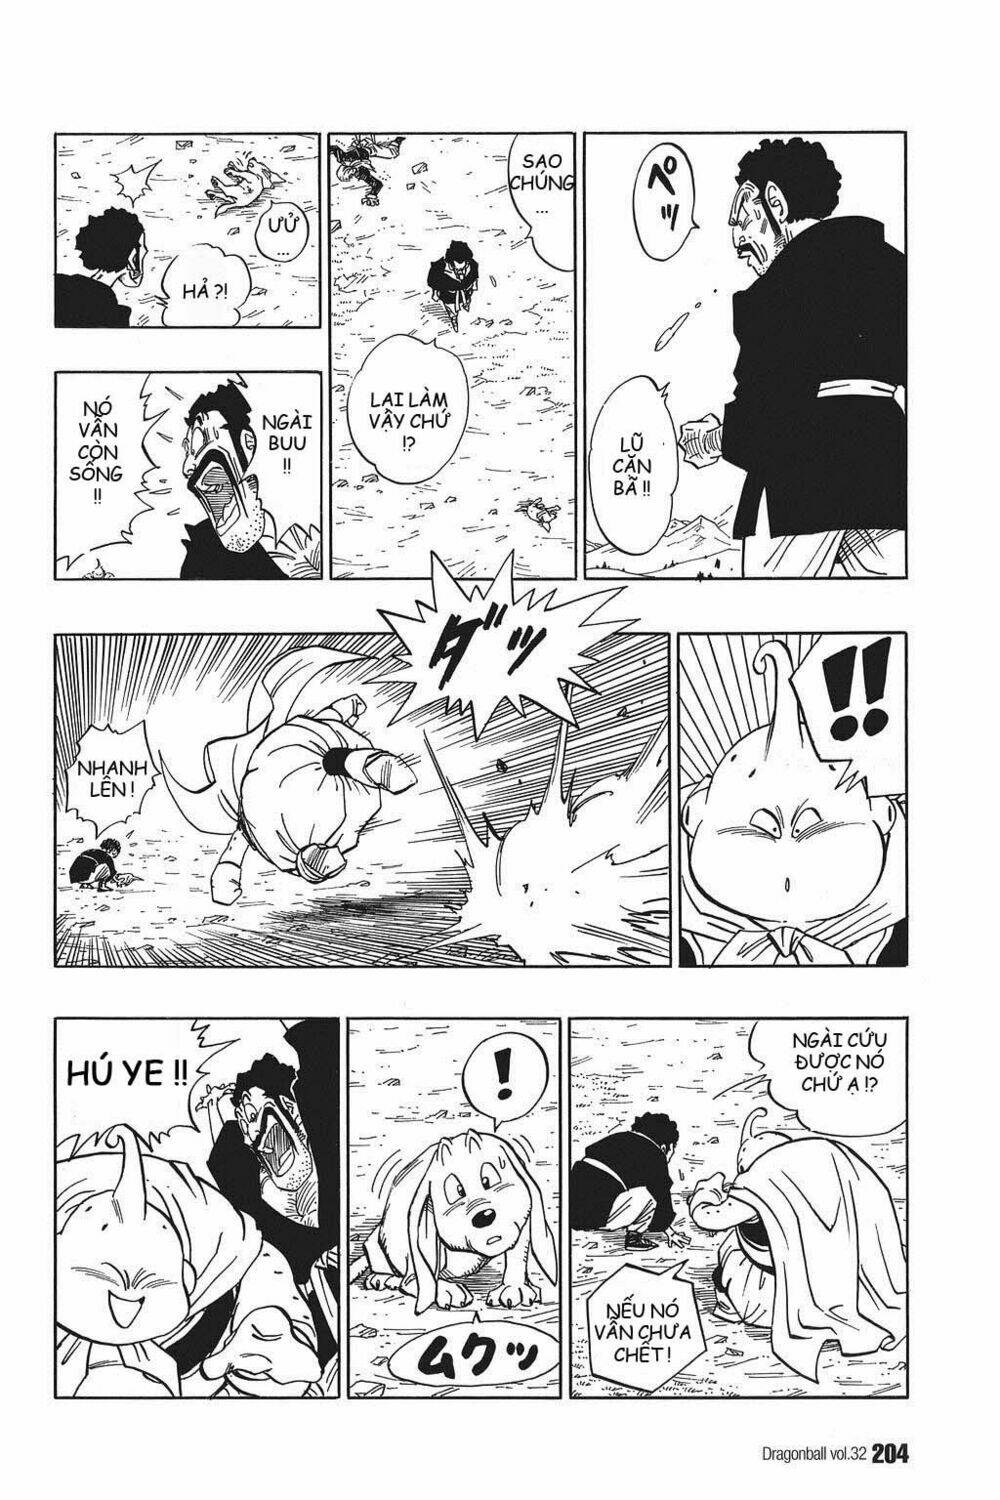 ペッ
LŨ
CĂN
BÃ !!
SAO
CHÚNG
...
LẠI LÀM
VẬY CHỨ
!?
ƯỬ
...
HẢ ?!
NGÀI
BUU
!!
NÓ
VẪN
CÒN
SỐNG
!!
!!
ダッ
NHANH
LÊN !
NGÀI CỨU
ĐƯỢC NÓ
CHỨ Ạ !?
NẾU NÓ
VẪN CHƯA
CHẾT !
!
ムクッ
HÚ YE !!
Dragonball vol.32 204